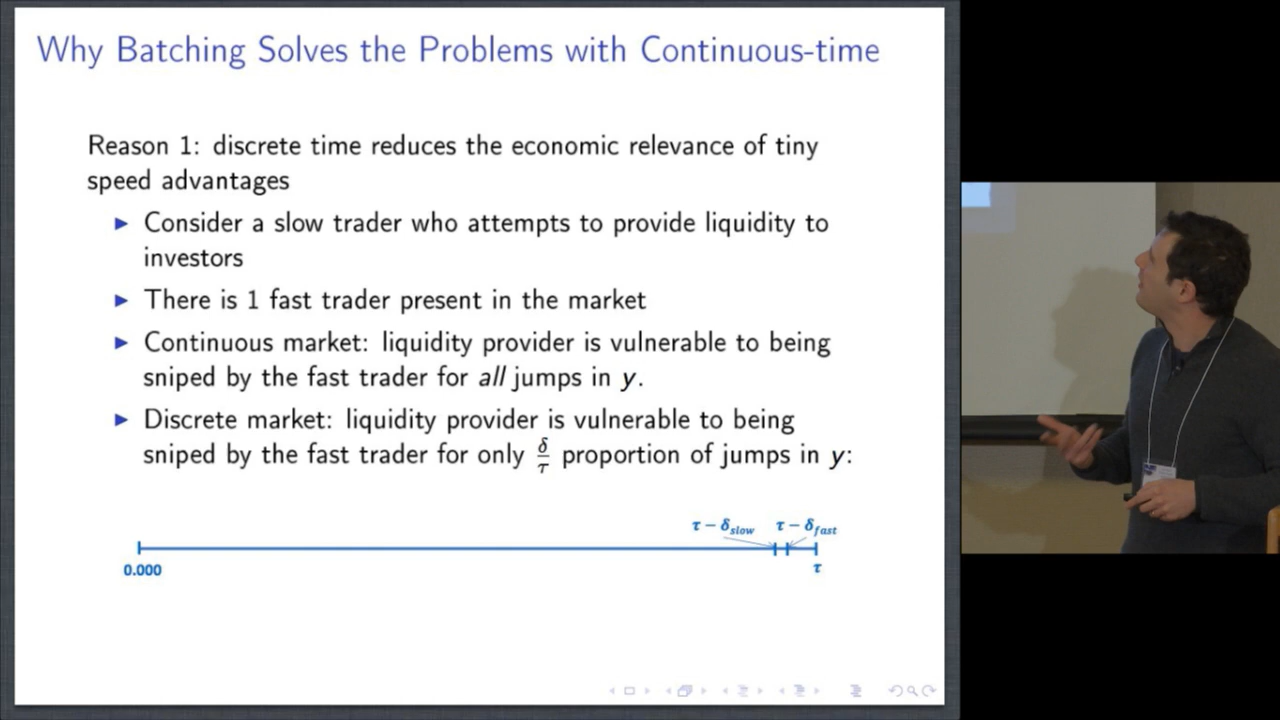 Why Batching Solves the Problems with Continuous-time
Reason 1: discrete time reduces the economic relevance of tiny
speed advantages
▶ Consider a slow trader who attempts to provide liquidity to
investors
▶ There is 1 fast trader present in the market
▶ Continuous market: liquidity provider is vulnerable to being
sniped by the fast trader for all jumps in y.
▶ Discrete market: liquidity provider is vulnerable to being
sniped by the fast trader for only δ/τ proportion of jumps in y:
τ − δslow τ − δfast
0.000 τ